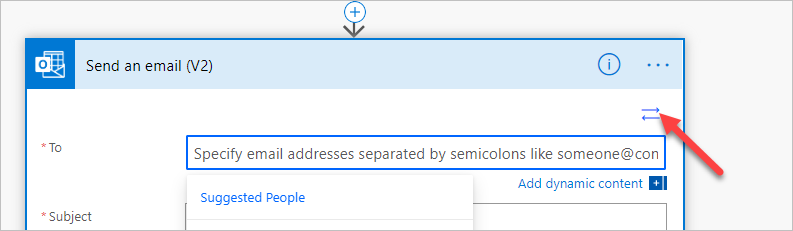 Send an email (V2)
* To
Specify email addresses separated by semicolons like someone@con
Add dynamic content
Suggested People
* Subject